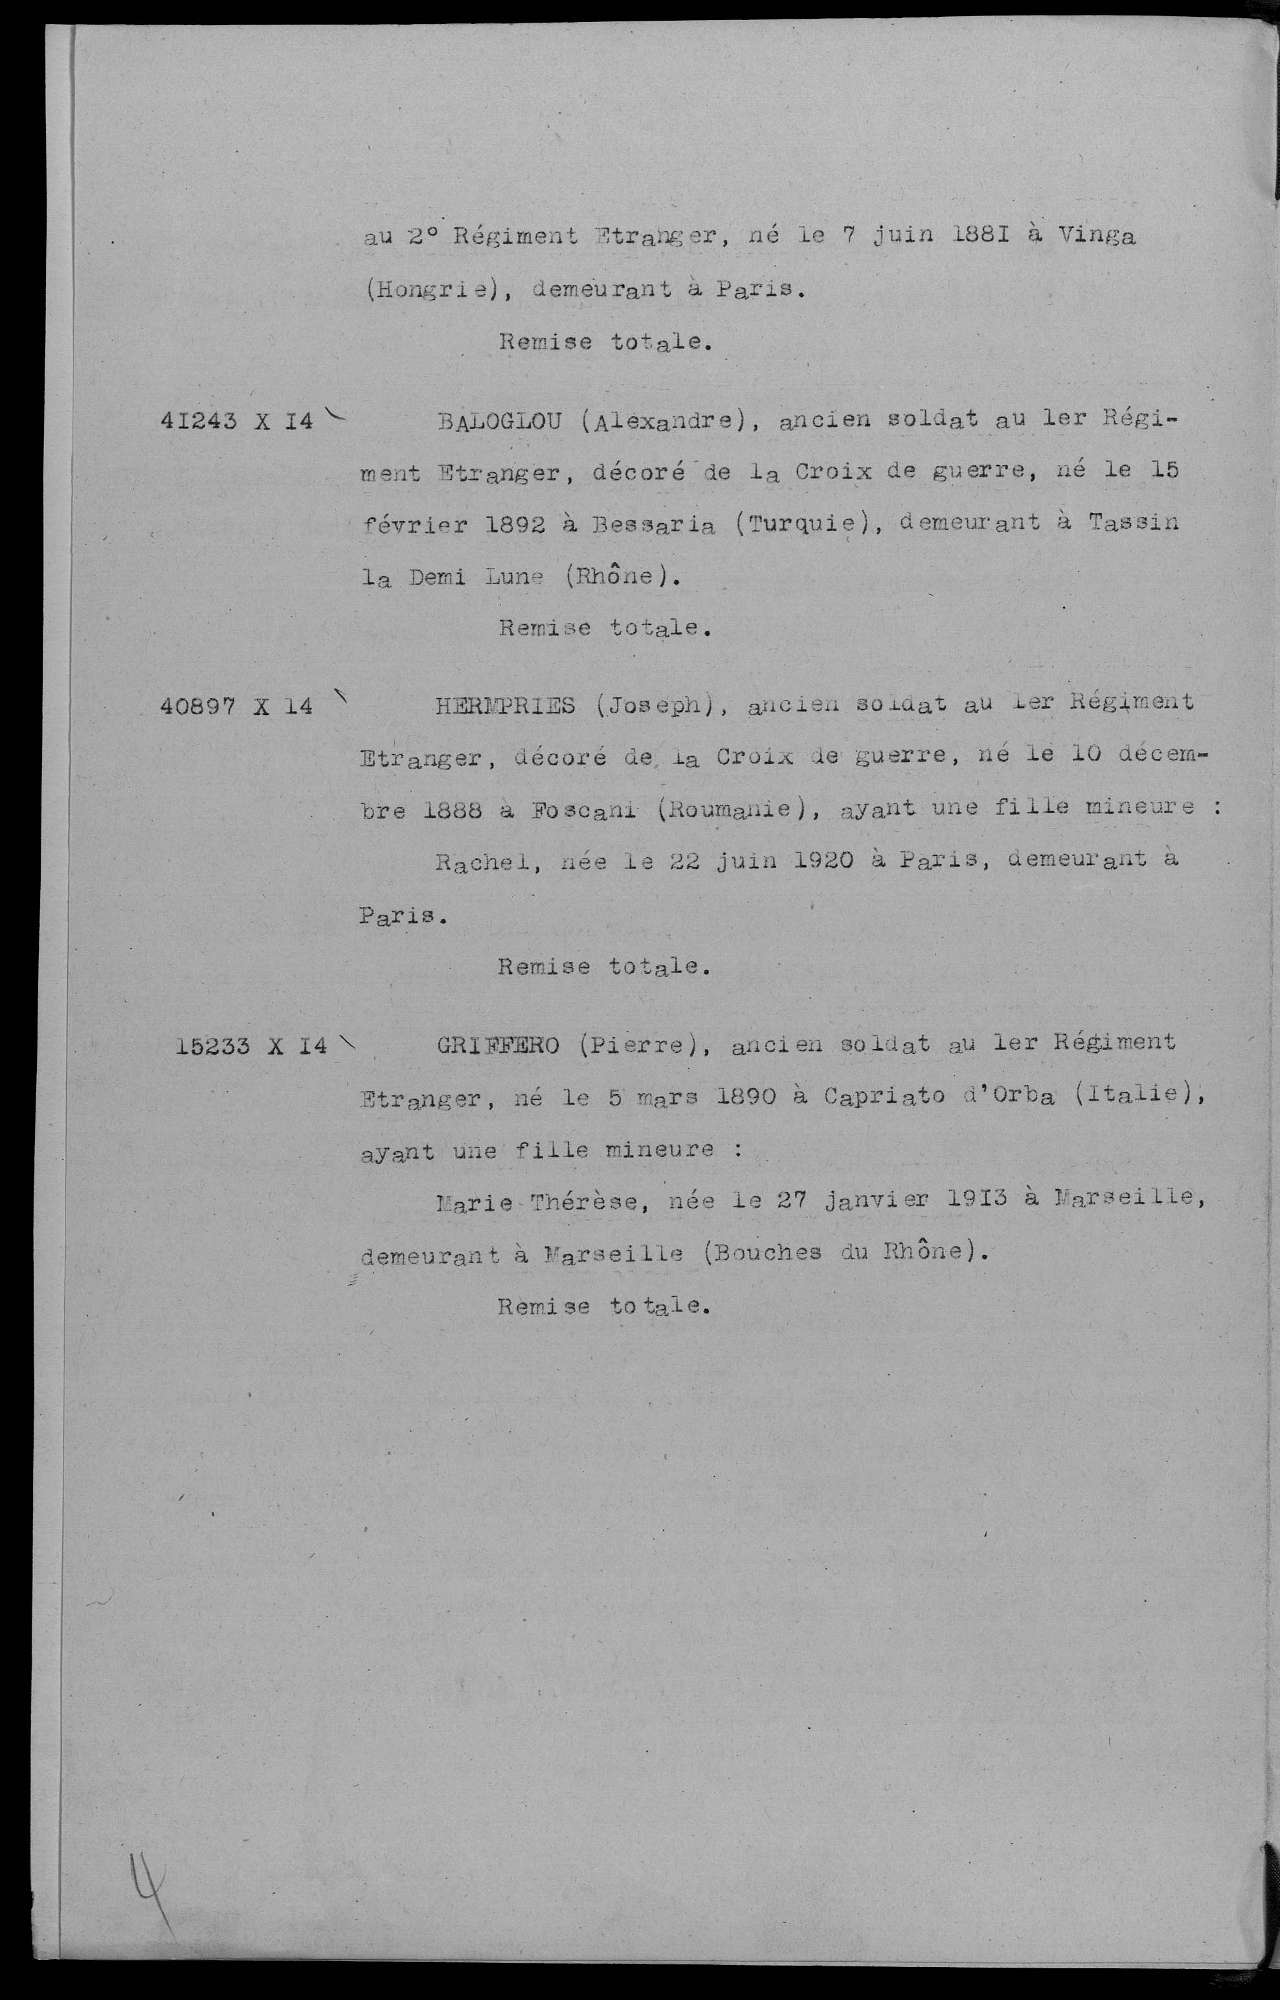 au 2° Régiment Etranger, né le 7 juin 188I à Vinga
(Hongrie), demeurant à Paris.
Remise totale.
4I243 X I4 BALOGLOU (Alexandre), ancien soldat au 1er Régi-
ment Etranger, décoré de la Croix de guerre, né le 15
février 1892 à Bessaria (Turquie), demeurant à Tassin
la Demi Lune (Rhône).
Remise totale.
40897 X 14 HERMPRIES (Joseph), ancien soldat au 1er Régiment
Etranger, décoré de la Croix de guerre, né le 10 décem-
bre 1888 à Foscani (Roumanie), ayant une fille mineure :
Rachel, née le 22 juin 1920 à Paris, demeurant à
Paris.
Remise totale.
15233 X I4 GRIFFERO (Pierre), ancien soldat au 1er Régiment
Etranger, né le 5 mars 1890 à Capriato d'Orba (Italie),
ayant une fille mineure :
Marie Thérèse, née le 27 janvier 19I3 à Marseille,
demeurant à Marseille (Bouches du Rhône).
Remise totale.
4